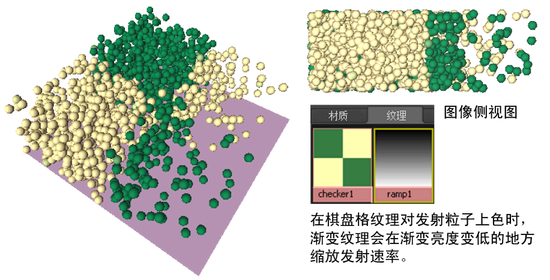 图像侧视图
材质
纹理
checker1
ramp1
在棋盘格纹理对发射粒子上色时，
渐变纹理会在渐变亮度变低的地方
缩放发射速率。